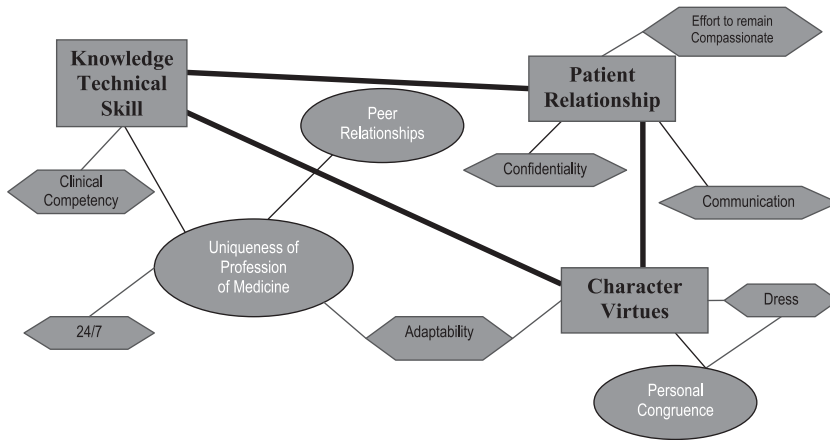 Effort to remain
Compassionate
Knowledge
Technical
Skill
Patient
Relationship
Peer
Relationships
Confidentiality
Clinical
Competency
Communication
Uniqueness of
Profession
of Medicine
Character
Virtues
Dress
24/7
Adaptability
Personal
Congruence